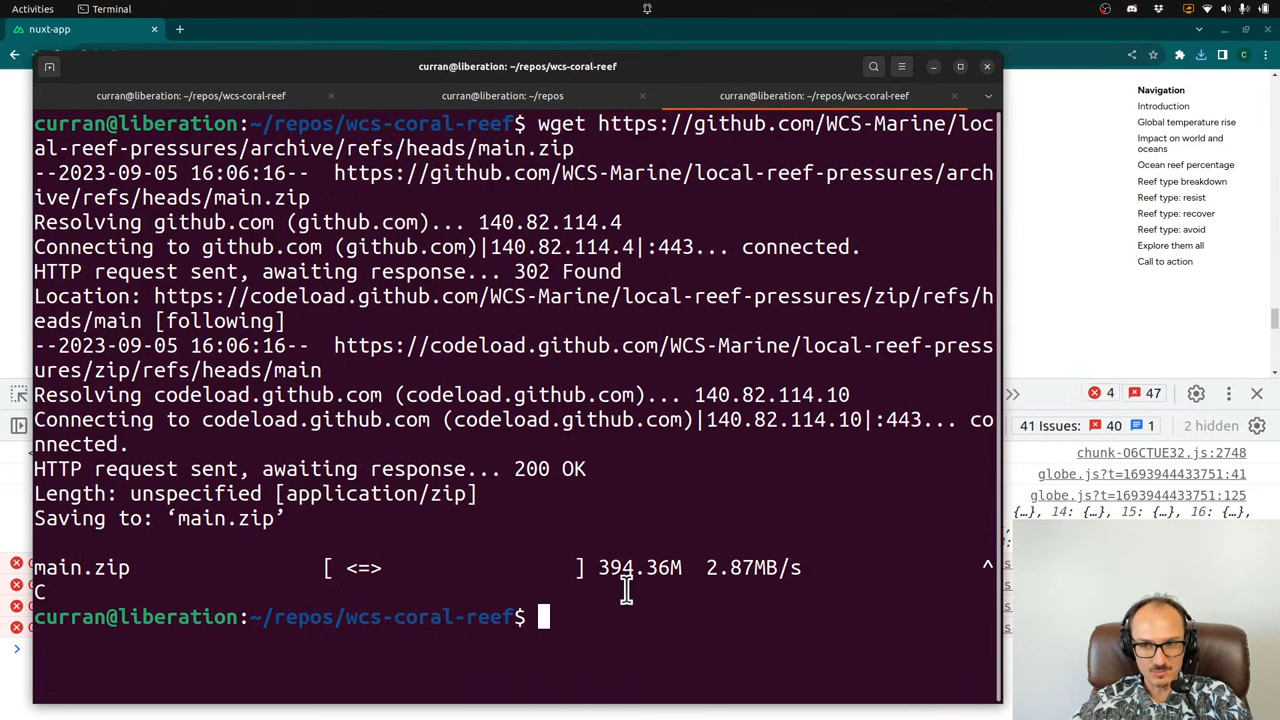 Activities
Terminal
nuxt-app
C
curran@liberation: ~/repos/wcs-coral-reef
curran@liberation: ~/repos/wcs-coral-reef
curran@liberation: ~/repos
curran@liberation: ~/repos/wcs-coral-reef
curran@liberation:~/repos/wcs-coral-reef$ wget https://github.com/WCS-Marine/loc
al-reef-pressures/archive/refs/heads/main.zip
--2023-09-05 16:06:16--  https://github.com/WCS-Marine/local-reef-pressures/arch
ive/refs/heads/main.zip
Resolving github.com (github.com)... 140.82.114.4
Connecting to github.com (github.com)|140.82.114.4|:443... connected.
HTTP request sent, awaiting response... 302 Found
Location: https://codeload.github.com/WCS-Marine/local-reef-pressures/zip/refs/h
eads/main [following]
--2023-09-05 16:06:16--  https://codeload.github.com/WCS-Marine/local-reef-press
ures/zip/refs/heads/main
Resolving codeload.github.com (codeload.github.com)... 140.82.114.10
Connecting to codeload.github.com (codeload.github.com)|140.82.114.10|:443... co
nnected.
HTTP request sent, awaiting response... 200 OK
Length: unspecified [application/zip]
Saving to: ‘main.zip’
main.zip [ <=> ] 394.36M 2.87MB/s ^
C
curran@liberation:~/repos/wcs-coral-reef$
Navigation
Introduction
Global temperature rise
Impact on world and
oceans
Ocean reef percentage
Reef type breakdown
Reef type: resist
Reef type: recover
Reef type: avoid
Explore them all
Call to action
4 47
41 Issues: 40 1 2 hidden
chunk-O6CTUE32.js:2748
globe.js?t=1693944433751:41
globe.js?t=1693944433751:125
{…}, 14: {…}, 15: {…}, 16: {…},